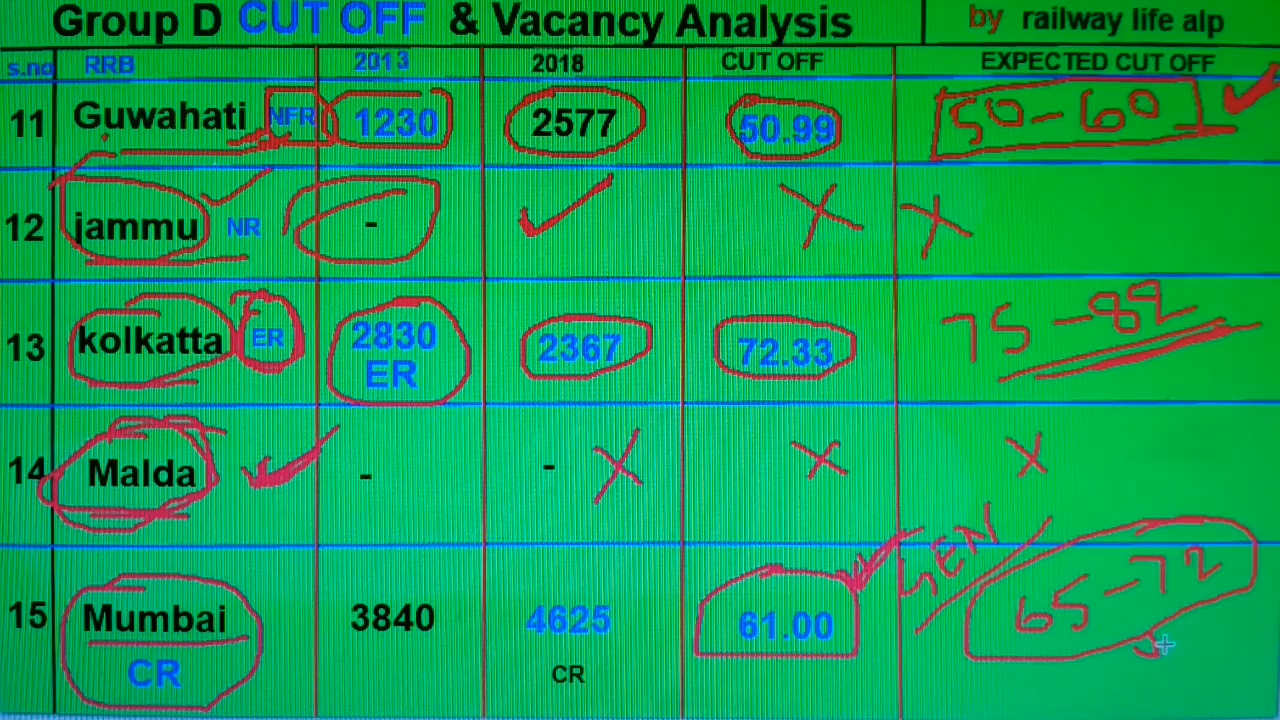 Group D CUT OFF & Vacancy Analysis by railway life alp
s.no RRB 2013 2018 CUT OFF EXPECTED CUT OFF
11 Guwahati NFR 1230 2577 50.99 50-60
12 jammu NR -
13 kolkatta ER 2830 2367 72.33 75-82
ER
14 Malda - -
GEN
15 Mumbai 3840 4625 61.00 65-72
CR CR